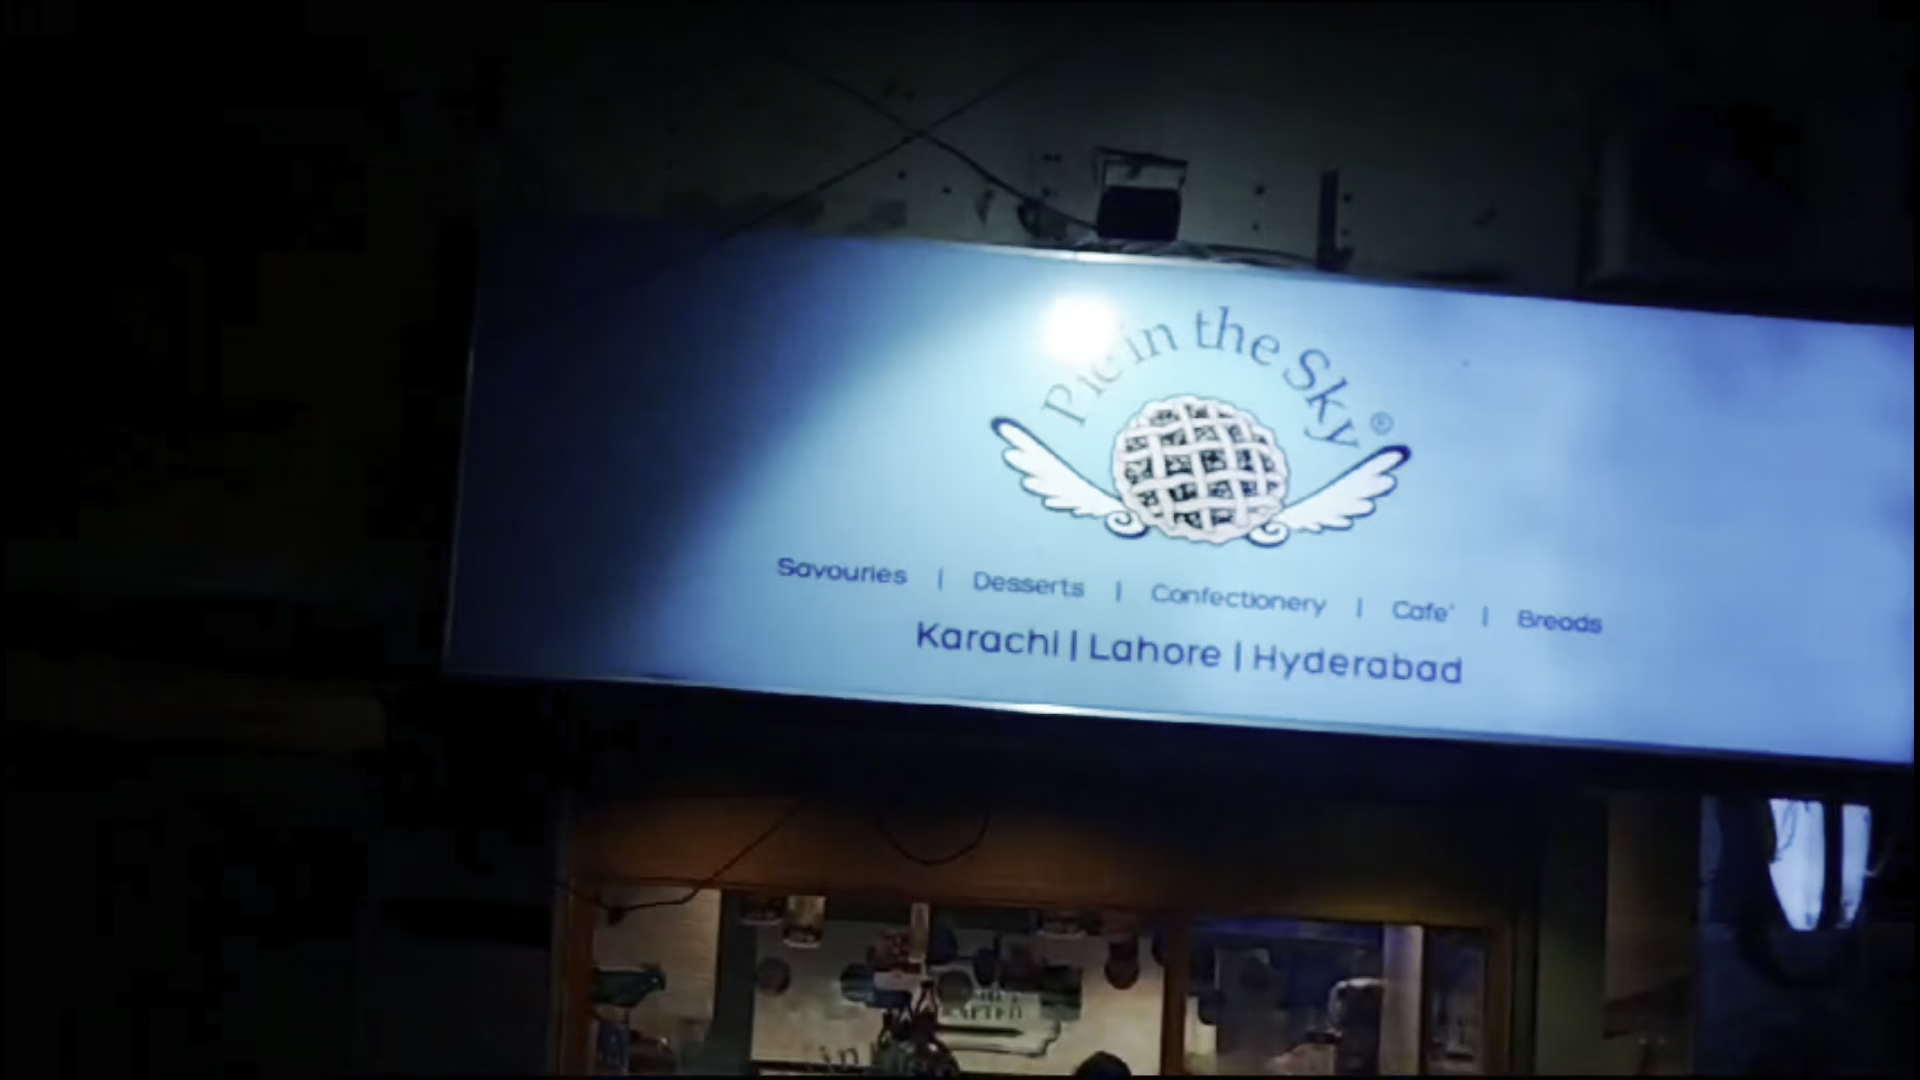 Pie in the Sky®
Savouries | Desserts | Confectionery | Cafe' | Breads
Karachi | Lahore | Hyderabad